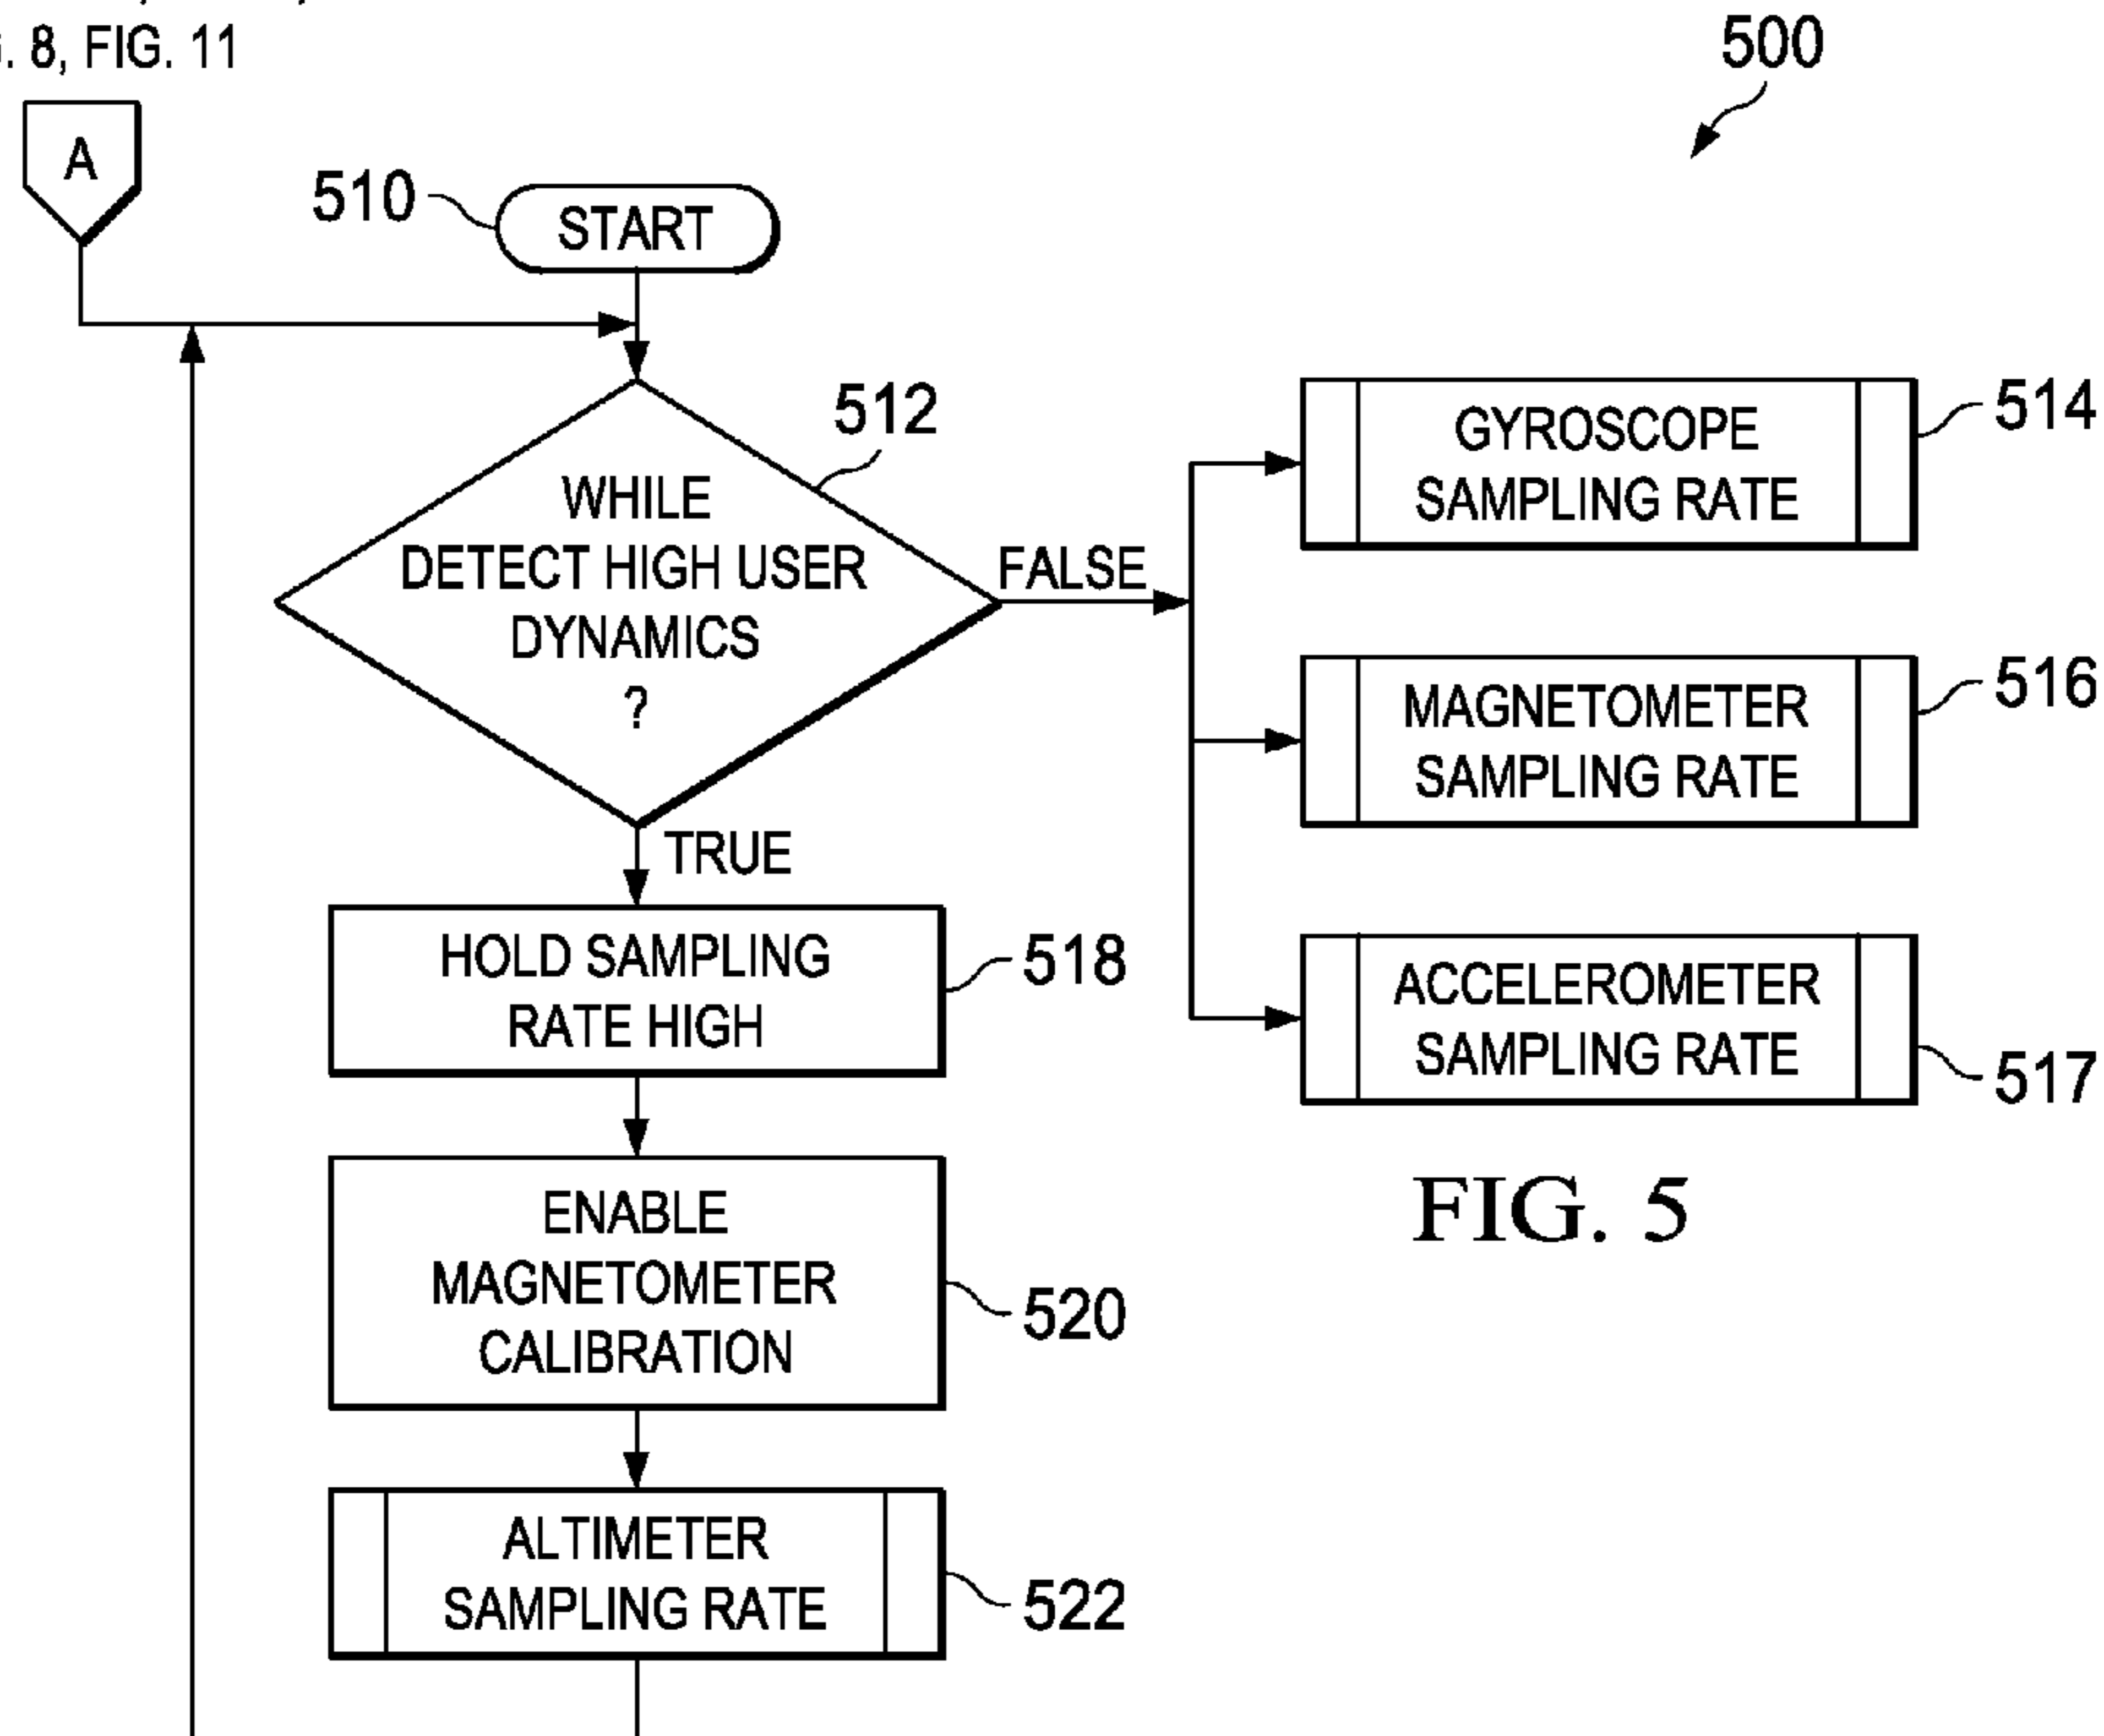 8, FIG. 11
500
A
510
START
512
WHILE
DETECT HIGH USER
DYNAMICS
?
FALSE
TRUE
GYROSCOPE
SAMPLING RATE
514
MAGNETOMETER
SAMPLING RATE
516
ACCELEROMETER
SAMPLING RATE
517
HOLD SAMPLING
RATE HIGH
518
ENABLE
MAGNETOMETER
CALIBRATION
520
ALTIMETER
SAMPLING RATE
522
FIG. 5